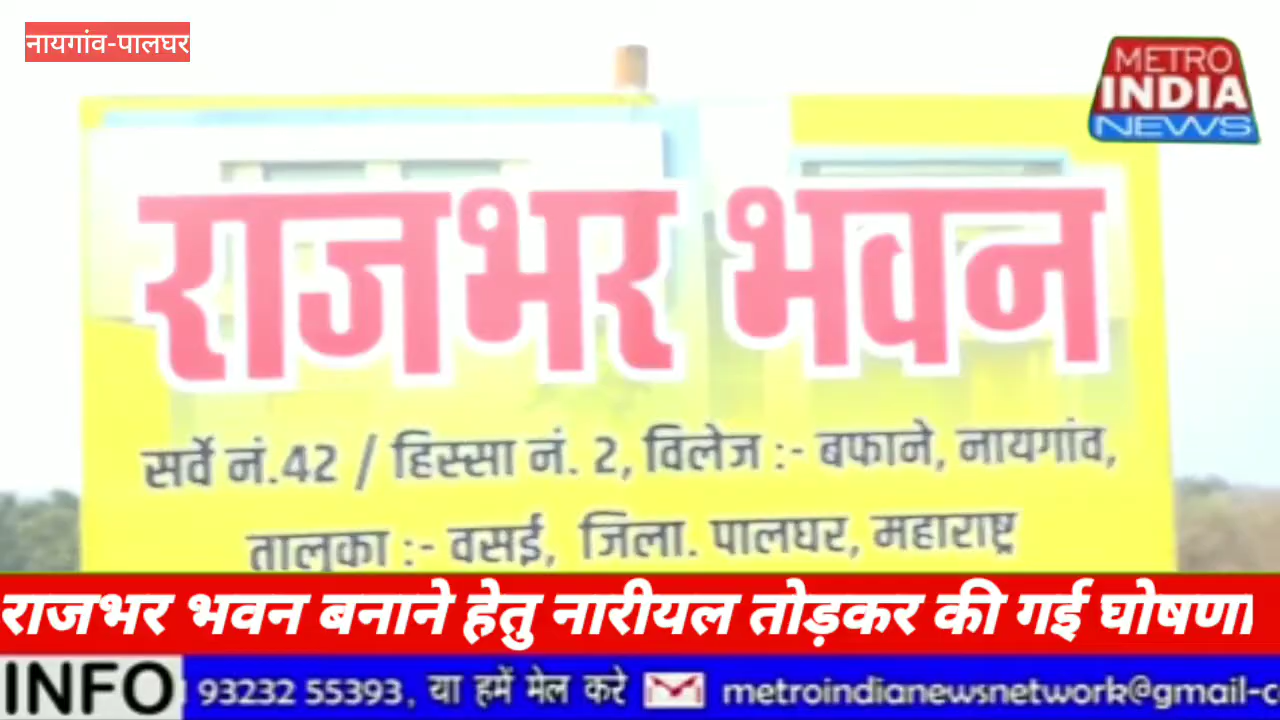 नायगांव-पालघर
METRO
INDIA
NEWS
राजभर भवन
सर्वे नं.42 / हिस्सा नं. 2, विलेज :- बफाने, नायगांव,
तालुका :- वसई, जिला. पालघर, महाराष्ट्र
राजभर भवन बनाने हेतु नारीयल तोड़कर की गई घोषणा
INFO 93232 55393, या हमें मेल करे metroindianewsnetwork@gmail-c